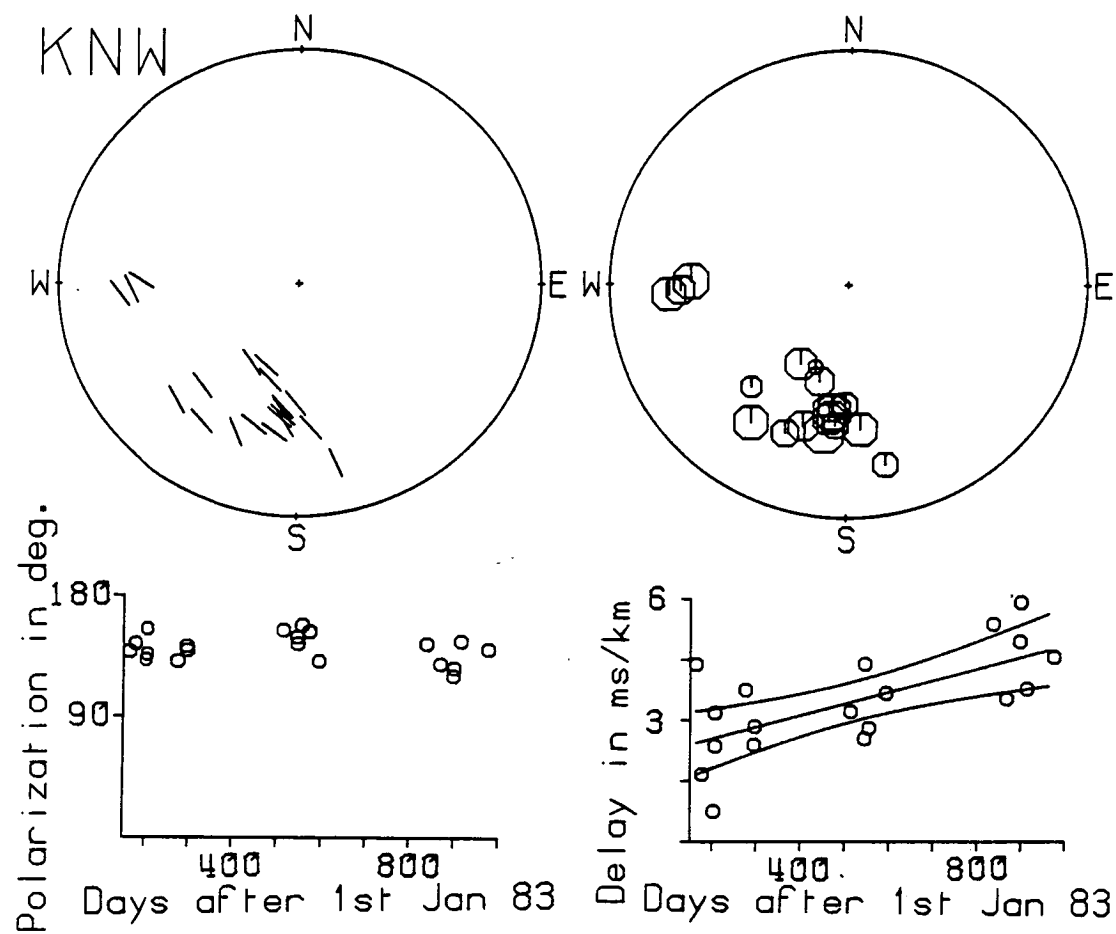 KNW
N
W
E
S
N
W
E
S
Polarization in deg.
180
90
400
800
Days after 1st Jan 83
Delay in ms/km
6
3
400
800
Days after 1st Jan 83